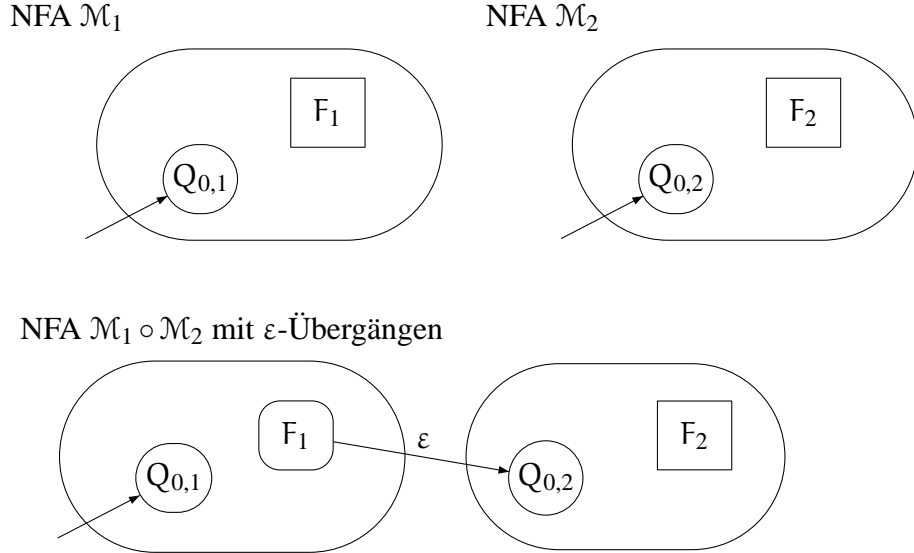 NFA ℳ₁
NFA ℳ₂
F₁
F₂
Q₀,₁
Q₀,₂
NFA ℳ₁ ∘ ℳ₂ mit ε-Übergängen
F₁
ε
F₂
Q₀,₁
Q₀,₂